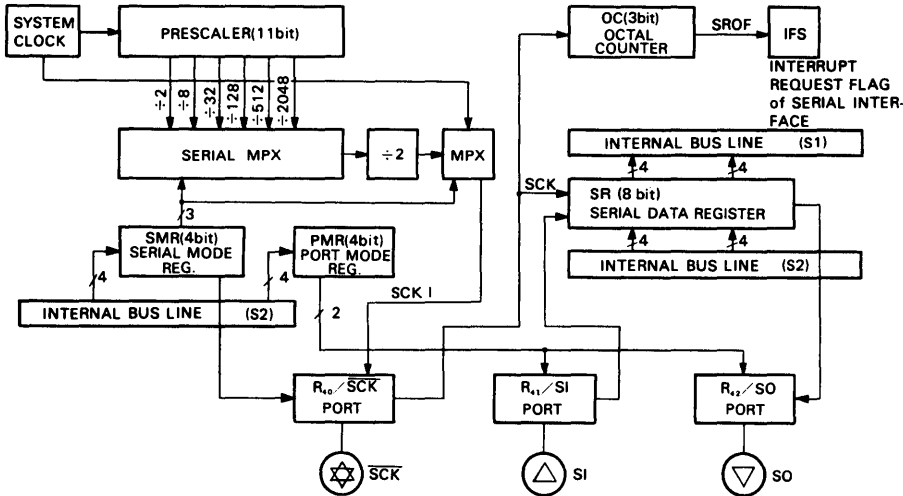 SYSTEM
CLOCK
PRESCALER(11bit)
OC(3bit)
OCTAL
COUNTER
SROF
IFS
INTERRUPT
REQUEST FLAG
of SERIAL INTER-
FACE
÷2
÷8
÷32
÷128
÷512
÷2048
SERIAL MPX
÷2
MPX
INTERNAL BUS LINE (S1)
4
4
SCK
SR (8 bit)
SERIAL DATA REGISTER
4
4
INTERNAL BUS LINE (S2)
3
SMR(4bit)
SERIAL MODE
REG.
PMR(4bit)
PORT MODE
REG.
4
4
SCK I
INTERNAL BUS LINE (S2)
2
R₄₀/S̅C̅K̅
PORT
R₄₁/SI
PORT
R₄₂/SO
PORT
S̅C̅K̅
SI
SO